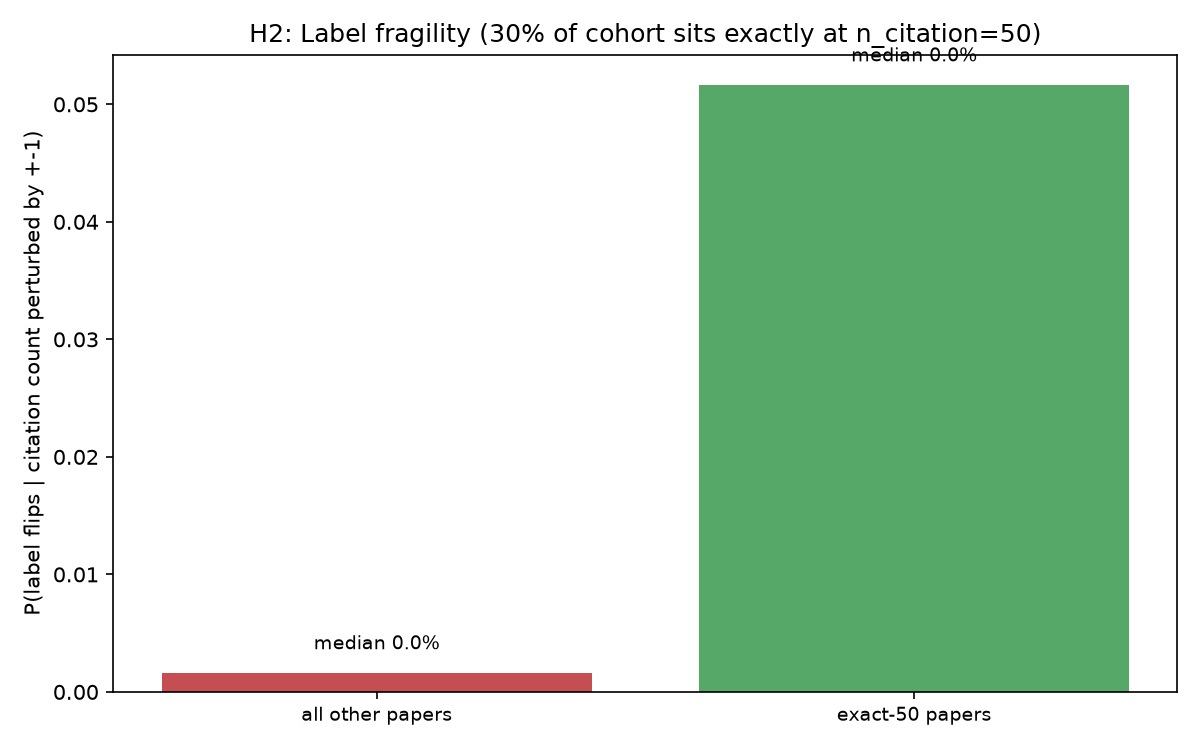 H2: Label fragility (30% of cohort sits exactly at n_citation=50)
median 0.0%
P(label flips | citation count perturbed by +-1)
0.05
0.04
0.03
0.02
0.01
0.00
median 0.0%
all other papers
exact-50 papers